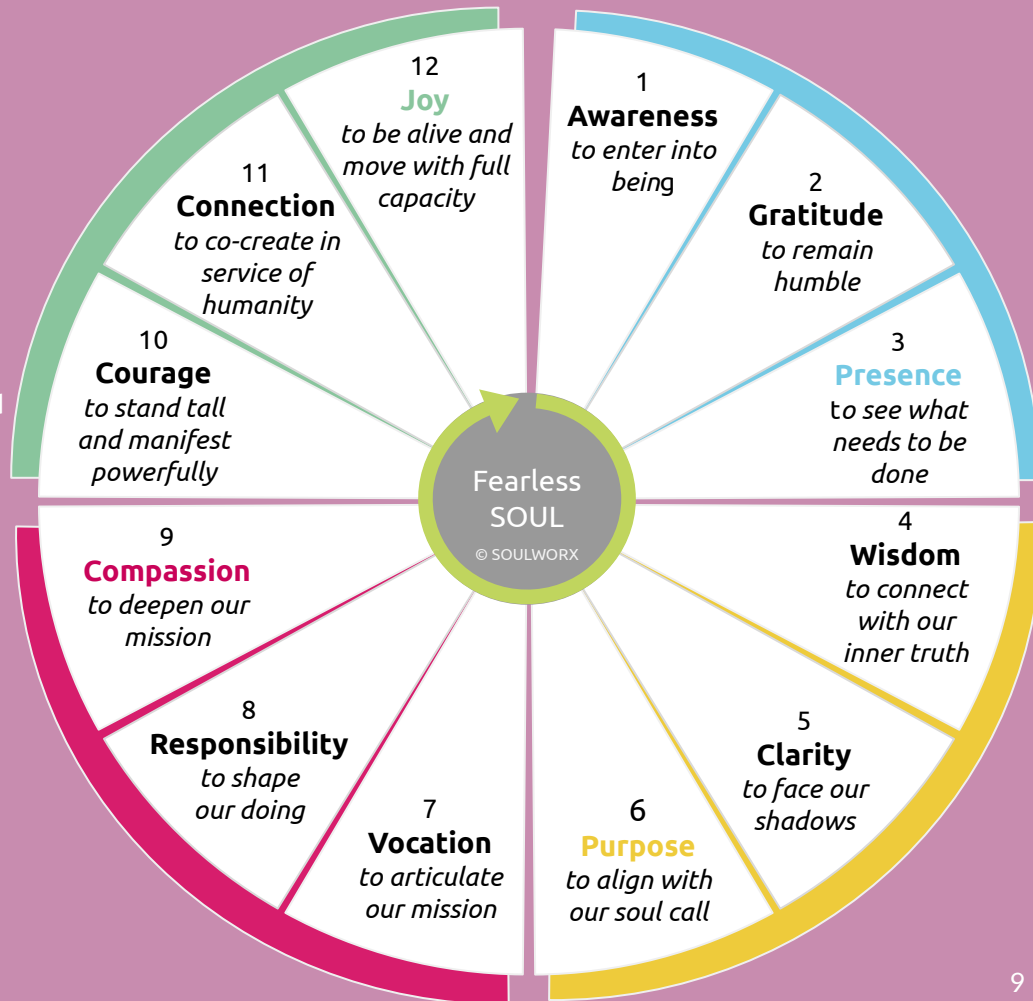 1
Awareness
to enter into
being
2
Gratitude
to remain
humble
3
Presence
to see what
needs to be
done
4
Wisdom
to connect
with our
inner truth
5
Clarity
to face our
shadows
6
Purpose
to align with
our soul call
7
Vocation
to articulate
our mission
8
Responsibility
to shape
our doing
9
Compassion
to deepen our
mission
10
Courage
to stand tall
and manifest
powerfully
11
Connection
to co-create in
service of
humanity
12
Joy
to be alive and
move with full
capacity
Fearless
SOUL
© SOULWORX
9